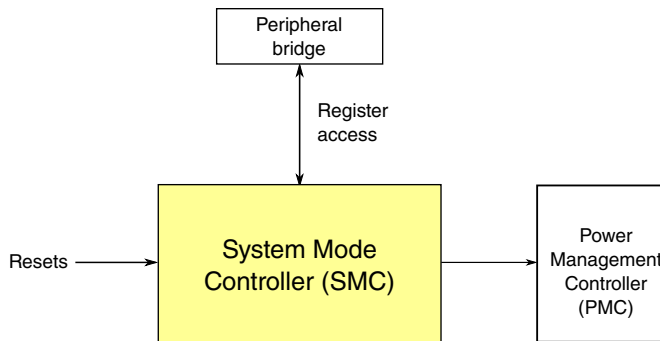 Peripheral
bridge
Register
access
System Mode
Controller (SMC)
Resets
Power
Management
Controller
(PMC)